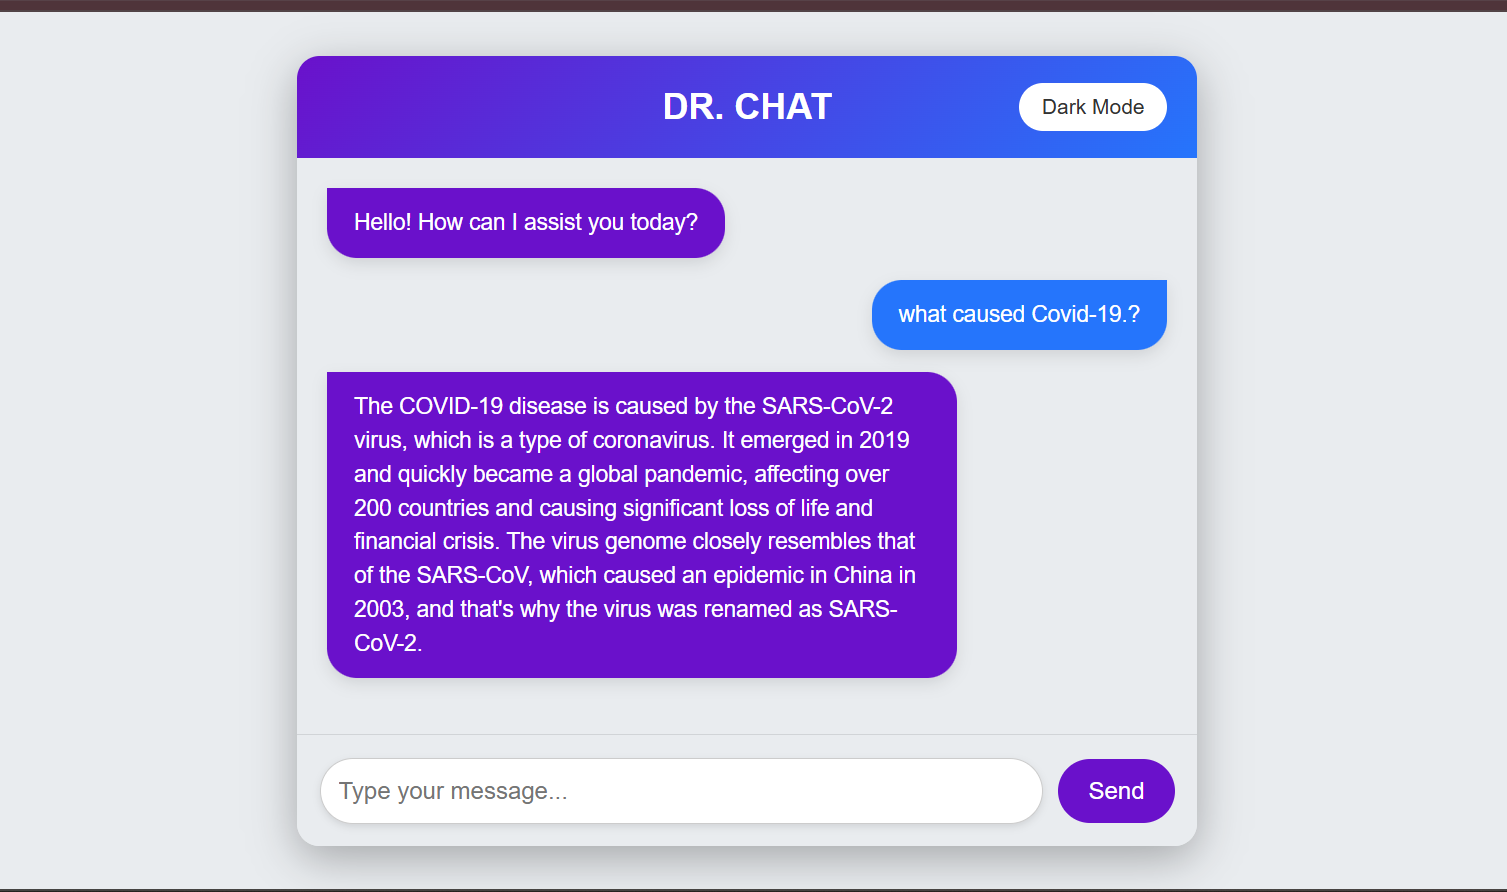 DR. CHAT
Dark Mode
Hello! How can I assist you today?
what caused Covid-19.?
The COVID-19 disease is caused by the SARS-CoV-2
virus, which is a type of coronavirus. It emerged in 2019
and quickly became a global pandemic, affecting over
200 countries and causing significant loss of life and
financial crisis. The virus genome closely resembles that
of the SARS-CoV, which caused an epidemic in China in
2003, and that's why the virus was renamed as SARS-
CoV-2.
Type your message...
Send